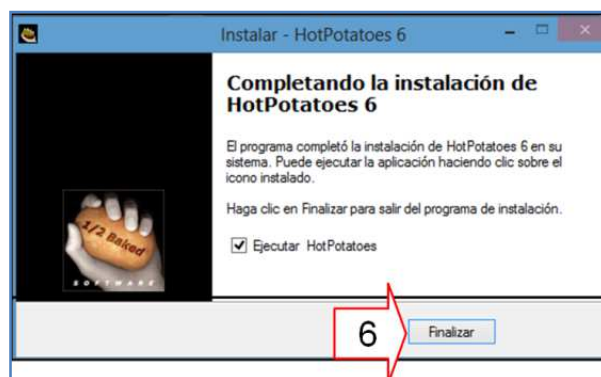 Instalar - HotPotatoes 6
Completando la instalación de
HotPotatoes 6
El programa completó la instalación de HotPotatoes 6 en su
sistema. Puede ejecutar la aplicación haciendo clic sobre el
icono instalado.
Haga clic en Finalizar para salir del programa de instalación.
Ejecutar HotPotatoes
1/2 Baked
SOFTWARE
6
Finalizar